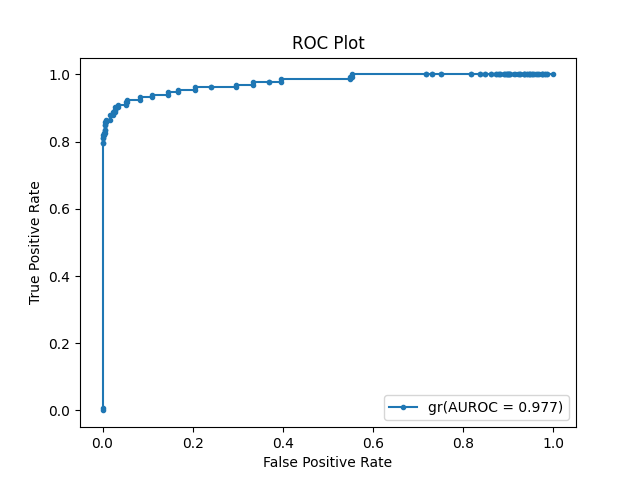 ROC Plot
True Positive Rate
1.0
0.8
0.6
0.4
0.2
0.0
gr(AUROC = 0.977)
0.0 0.2 0.4 0.6 0.8 1.0
False Positive Rate